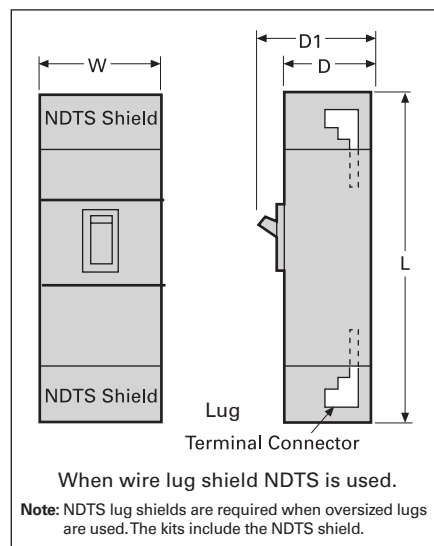 D1
W
D
NDTS Shield
L
NDTS Shield
Lug
Terminal Connector
When wire lug shield NDTS is used.
Note: NDTS lug shields are required when oversized lugs
are used. The kits include the NDTS shield.